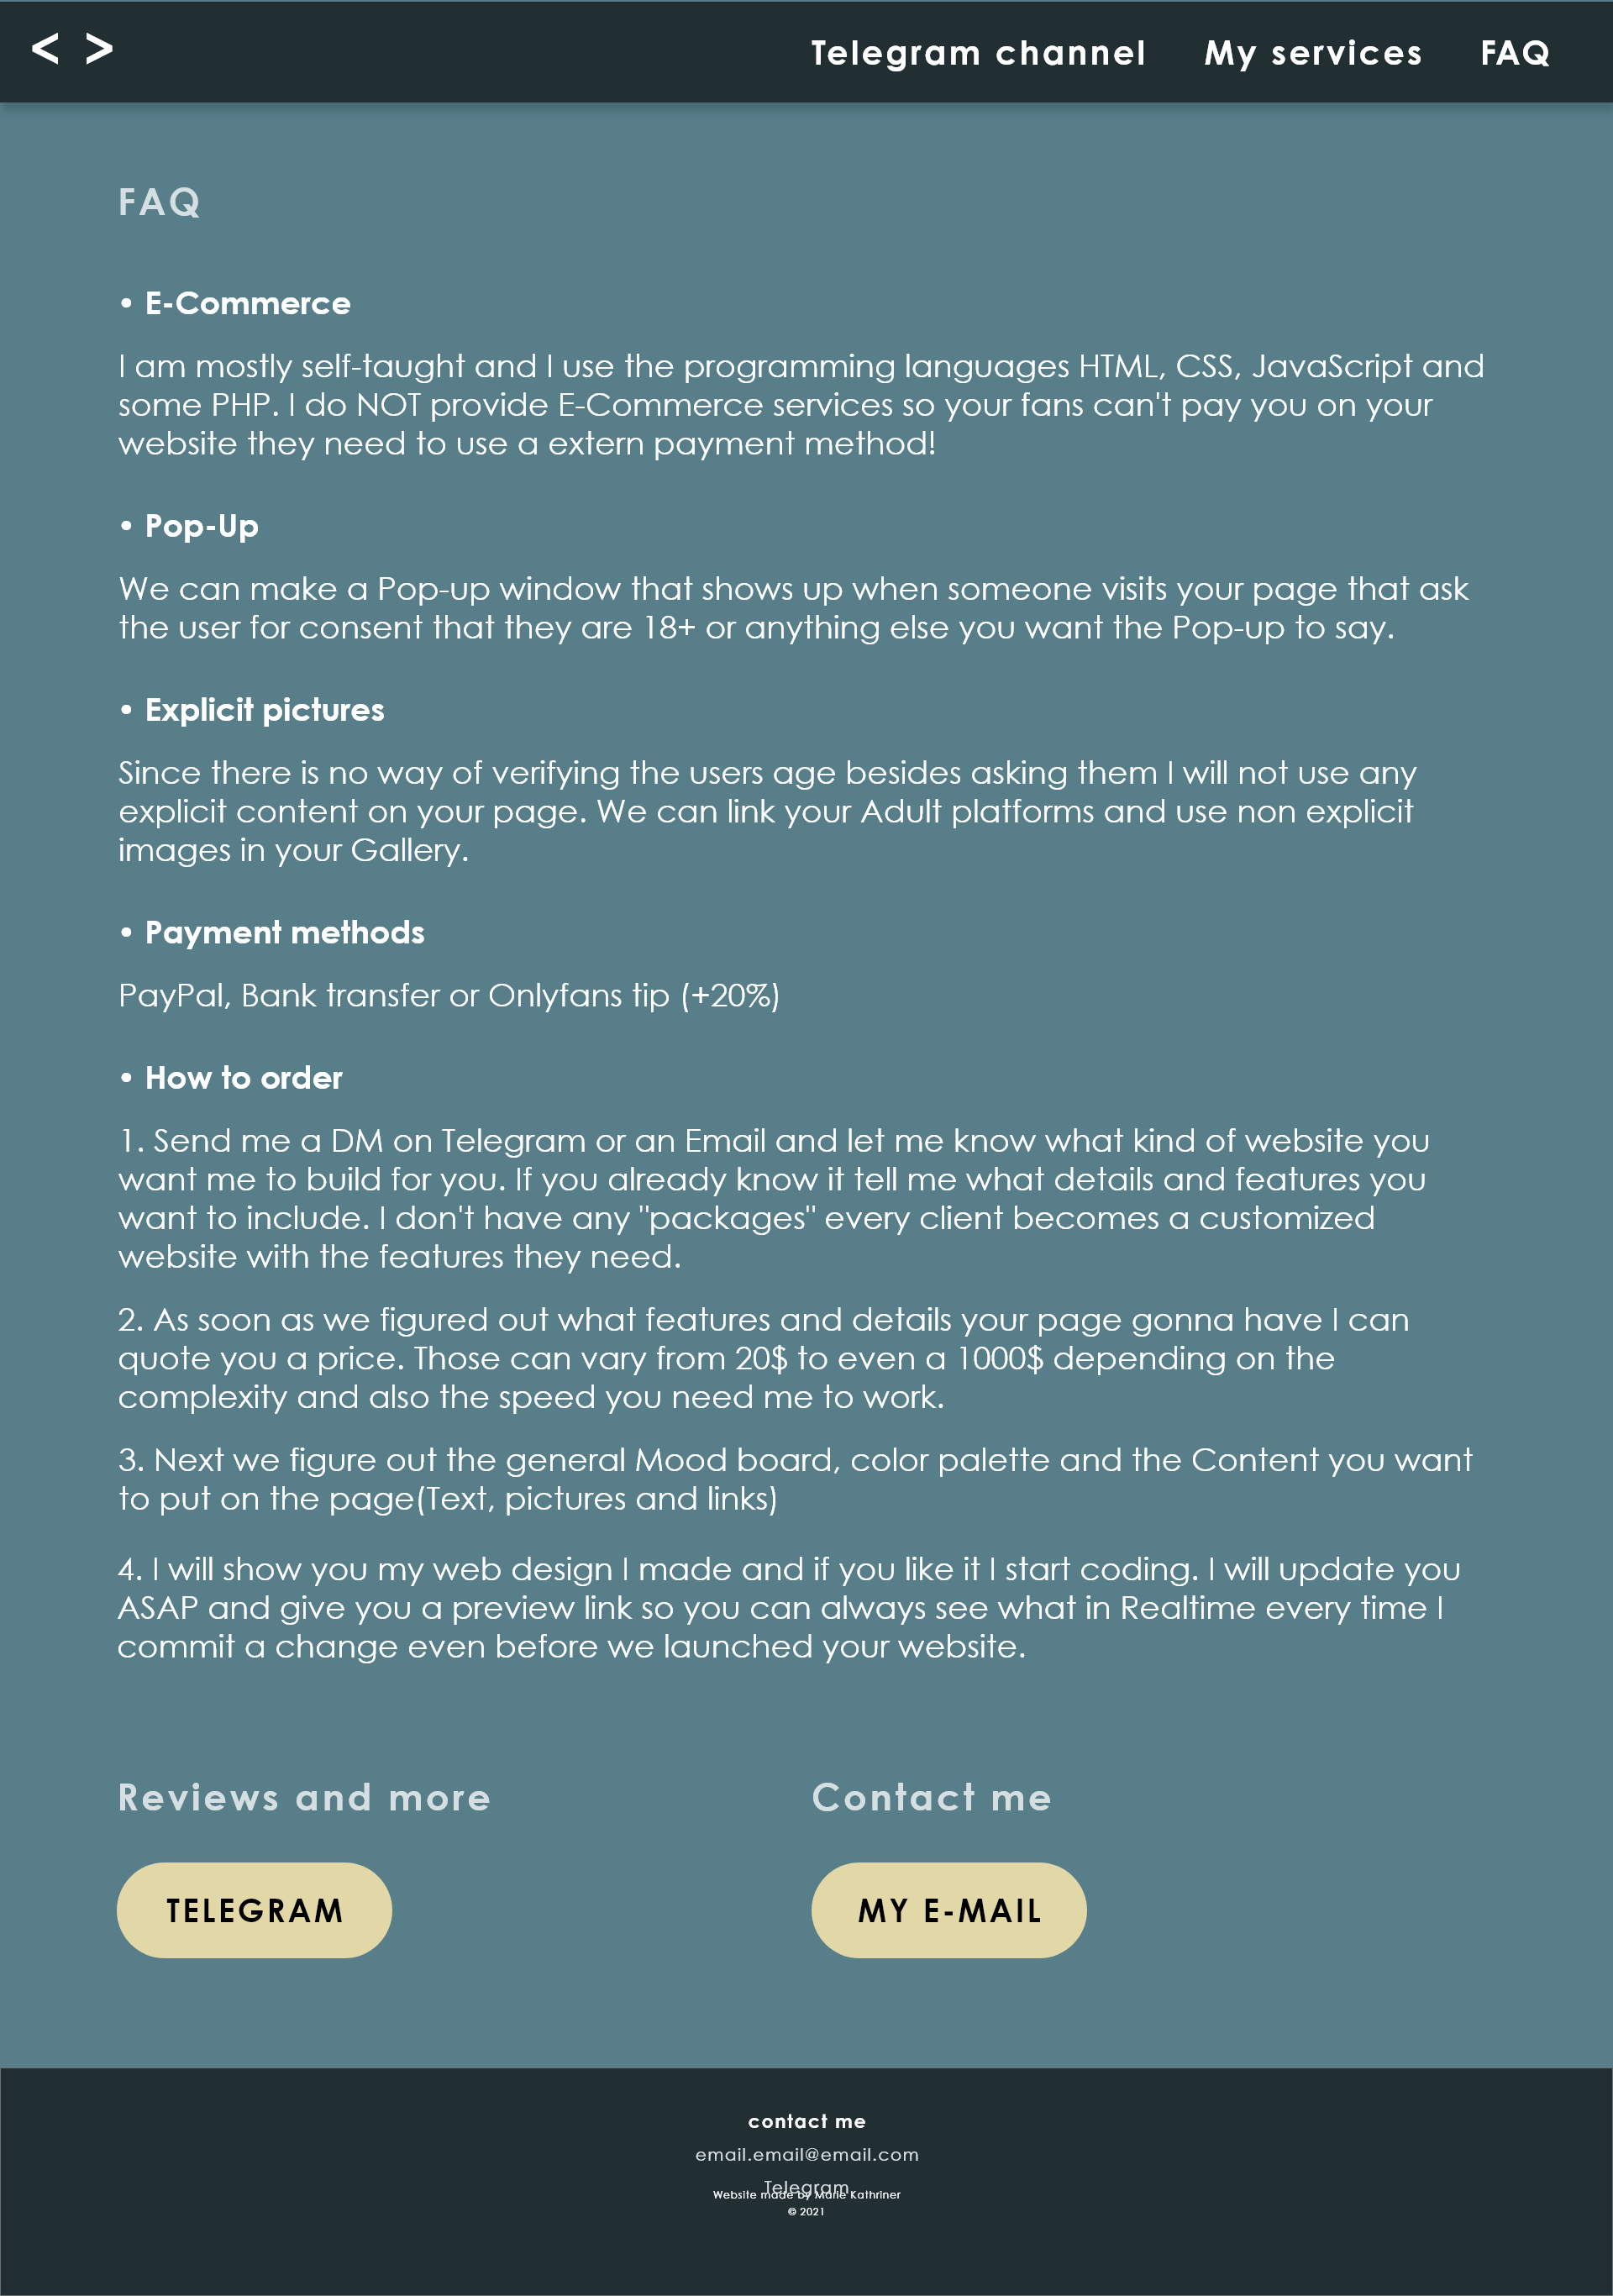 < >
Telegram channel My services FAQ
FAQ
• E-Commerce
I am mostly self-taught and I use the programming languages HTML, CSS, JavaScript and
some PHP. I do NOT provide E-Commerce services so your fans can't pay you on your
website they need to use a extern payment method!
• Pop-Up
We can make a Pop-up window that shows up when someone visits your page that ask
the user for consent that they are 18+ or anything else you want the Pop-up to say.
• Explicit pictures
Since there is no way of verifying the users age besides asking them I will not use any
explicit content on your page. We can link your Adult platforms and use non explicit
images in your Gallery.
• Payment methods
PayPal, Bank transfer or Onlyfans tip (+20%)
• How to order
1. Send me a DM on Telegram or an Email and let me know what kind of website you
want me to build for you. If you already know it tell me what details and features you
want to include. I don't have any "packages" every client becomes a customized
website with the features they need.
2. As soon as we figured out what features and details your page gonna have I can
quote you a price. Those can vary from 20$ to even a 1000$ depending on the
complexity and also the speed you need me to work.
3. Next we figure out the general Mood board, color palette and the Content you want
to put on the page(Text, pictures and links)
4. I will show you my web design I made and if you like it I start coding. I will update you
ASAP and give you a preview link so you can always see what in Realtime every time I
commit a change even before we launched your website.
Reviews and more
Contact me
TELEGRAM
MY E-MAIL
contact me
email.email@email.com
Telegram
Website made by Marie Kathriner
© 2021